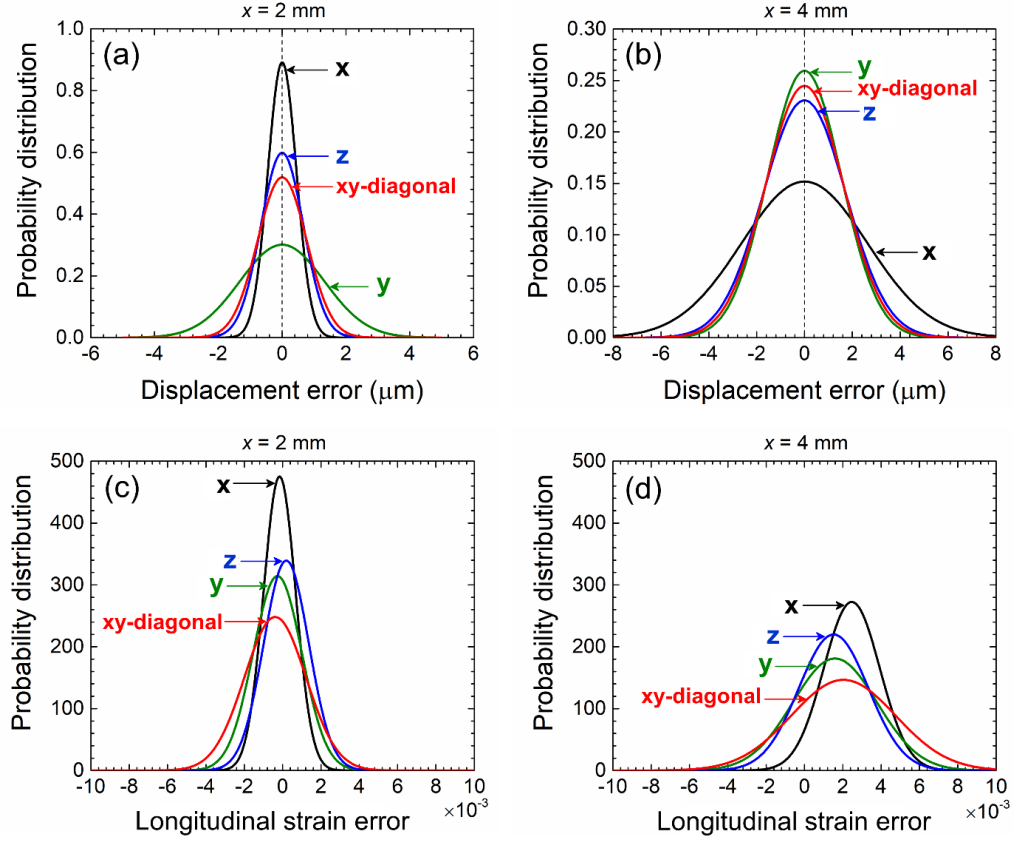 x = 2 mm
(a)
Probability distribution
1.0
0.8
0.6
0.4
0.2
0.0
x
z
xy-diagonal
y
-6 -4 -2 0 2 4 6
Displacement error (μm)
x = 4 mm
(b)
Probability distribution
0.30
0.25
0.20
0.15
0.10
0.05
0.00
y
xy-diagonal
z
x
-8 -6 -4 -2 0 2 4 6 8
Displacement error (μm)
x = 2 mm
(c)
Probability distribution
500
400
300
200
100
0
x
z
y
xy-diagonal
-10 -8 -6 -4 -2 0 2 4 6 8 10
×10-3
Longitudinal strain error
x = 4 mm
(d)
Probability distribution
500
400
300
200
100
0
x
z
y
xy-diagonal
-10 -8 -6 -4 -2 0 2 4 6 8 10
×10-3
Longitudinal strain error